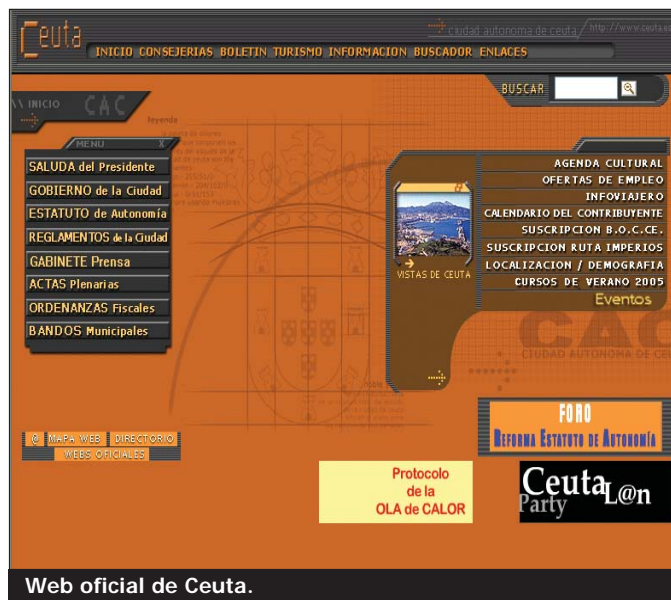 Ceuta
ciudad autonoma de ceuta / http://www.ceuta.es
INICIO CONSEJERIAS BOLETIN TURISMO INFORMACION BUSCADOR ENLACES
BUSCAR
\\ INICIO CAC
leyenda
MENU X
SALUDA del Presidente
GOBIERNO de la Ciudad
ESTATUTO de Autonomía
REGLAMENTOS de la Ciudad
GABINETE Prensa
ACTAS Plenarias
ORDENANZAS Fiscales
BANDOS Municipales
VISTAS DE CEUTA
AGENDA CULTURAL
OFERTAS DE EMPLEO
INFOVIAJERO
CALENDARIO DEL CONTRIBUYENTE
SUSCRIPCION B.O.C.CE.
SUSCRIPCION RUTA IMPERIOS
LOCALIZACION / DEMOGRAFIA
CURSOS DE VERANO 2005
Eventos
CAC
CIUDAD AUTONOMA DE
@ MAPA WEB DIRECTORIO
WEBS OFICIALES
FORO
REFORMA ESTATUTO DE AUTONOMÍA
Protocolo
de la
OLA de CALOR
Ceuta
Party L@n
Web oficial de Ceuta.